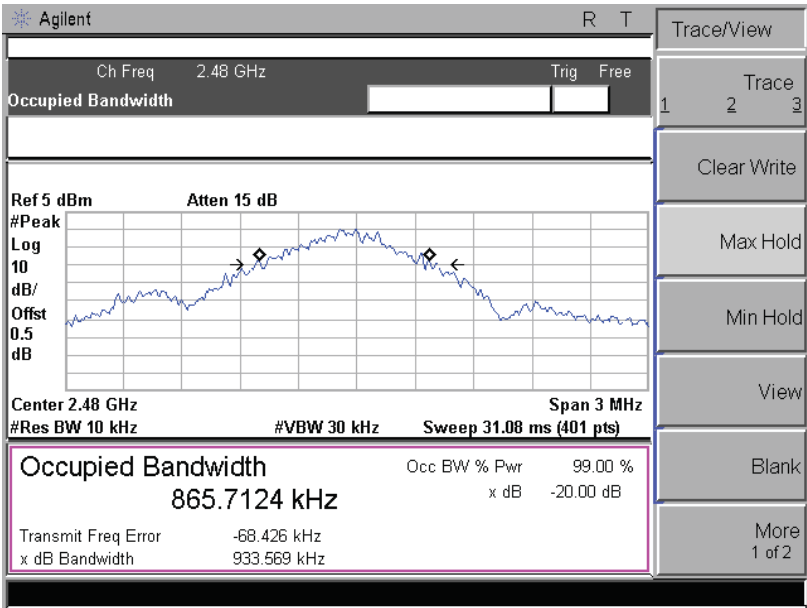 Agilent R T
Trace/View
Ch Freq 2.48 GHz Trig Free
Occupied Bandwidth
Trace
1 2 3
Clear Write
Max Hold
Min Hold
View
Blank
More
1 of 2
Ref 5 dBm Atten 15 dB
#Peak
Log
10
dB/
Offst
0.5
dB
Center 2.48 GHz Span 3 MHz
#Res BW 10 kHz #VBW 30 kHz Sweep 31.08 ms (401 pts)
Occupied Bandwidth Occ BW % Pwr 99.00 %
865.7124 kHz x dB -20.00 dB
Transmit Freq Error -68.426 kHz
x dB Bandwidth 933.569 kHz